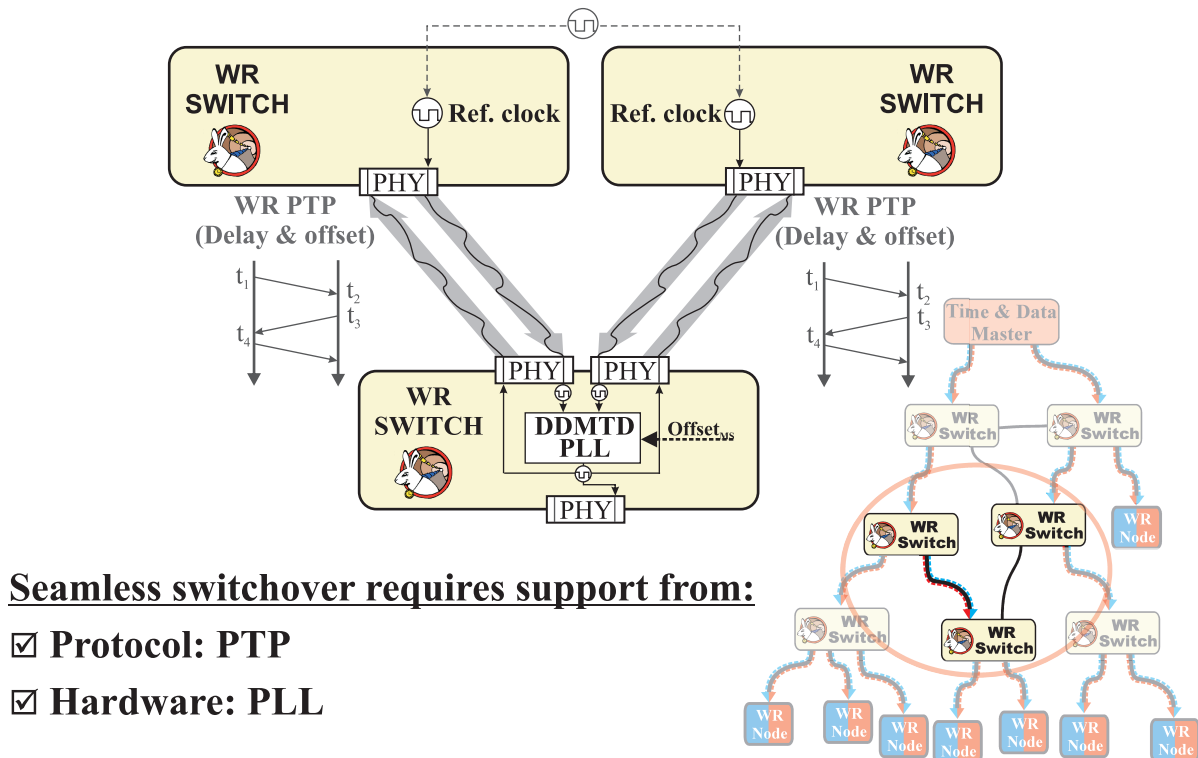 WR
SWITCH
Ref. clock
PHY
Ref. clock
WR
SWITCH
PHY
WR PTP
(Delay & offset)
t1
t2
t3
t4
WR PTP
(Delay & offset)
t1
t2
t3
t4
PHY
PHY
WR
SWITCH
DDMTD
PLL
OffsetMS
PHY
Time & Data
Master
WR
Switch
WR
Switch
WR
Switch
WR
Switch
WR
Node
WR
Switch
WR
Switch
WR
Switch
WR
Node
WR
Node
WR
Node
WR
Node
WR
Node
WR
Node
WR
Node
Seamless switchover requires support from:
☑ Protocol: PTP
☑ Hardware: PLL